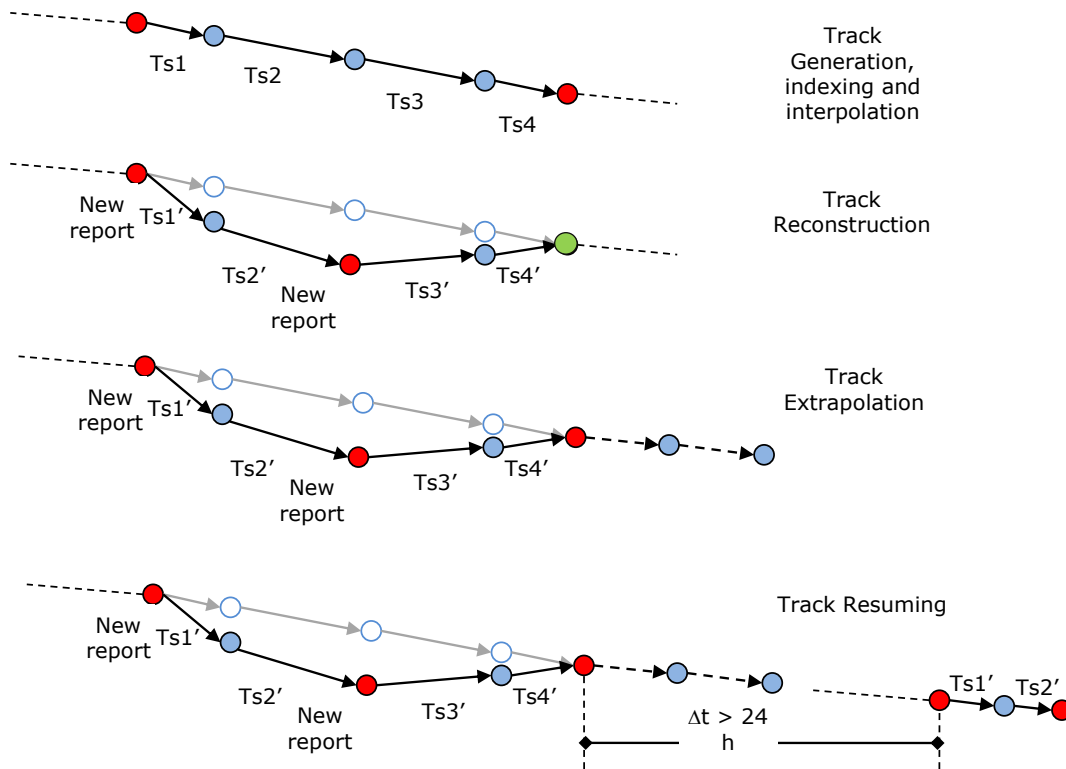 Ts1
Ts2
Ts3
Ts4
Track
Generation,
indexing and
interpolation
New
report
Ts1’
Ts2’
New
report
Ts3’
Ts4’
Track
Reconstruction
New
report
Ts1’
Ts2’
New
report
Ts3’
Ts4’
Track
Extrapolation
New
report
Ts1’
Ts2’
New
report
Ts3’
Ts4’
Track Resuming
Δt > 24
h
Ts1’
Ts2’